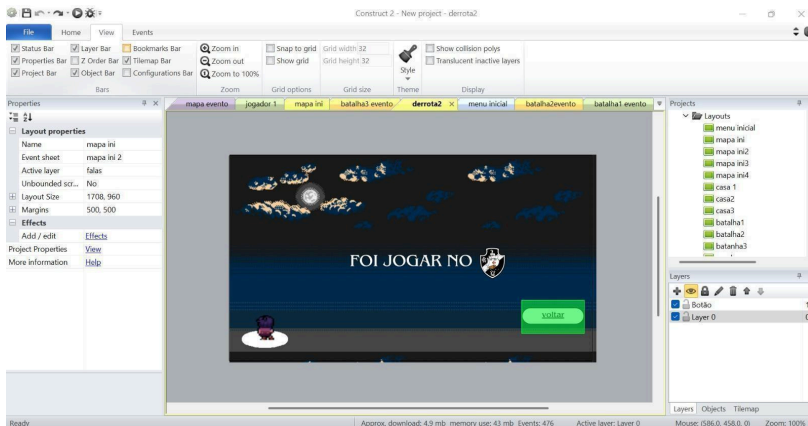 Construct 2 - New project - derrota2
File Home View Events
Status Bar Layer Bar Bookmarks Bar Zoom in Snap to grid Grid width 32 Show collision polys
Properties Bar Z Order Bar Tilemap Bar Zoom out Show grid Grid height 32 Translucent inactive layers
Project Bar Object Bar Configurations Bar Zoom to 100% Style
Bars Zoom Grid options Grid size Theme Display
Properties
mapa evento jogador 1 mapa ini batalha3 evento derrota2 menu inicial batalha2evento batalha1 evento
Projects
Layout properties
Name mapa ini
Event sheet mapa ini 2
Active layer falas
Unbounded scr... No
Layout Size 1708, 960
Margins 500, 500
Effects
Add / edit Effects
Project Properties View
More information Help
FOI JOGAR NO
voltar
Layouts
menu inicial
mapa ini
mapa ini2
mapa ini3
mapa ini4
casa 1
casa2
casa3
batalha1
batalha2
batanha3
Layers
Botão 1
Layer 0 0
Layers Objects Tilemap
Ready Approx. download: 4.9 mb memory use: 43 mb Events: 476 Active layer: Layer 0 Mouse: (586.0, 458.0, 0) Zoom: 100%